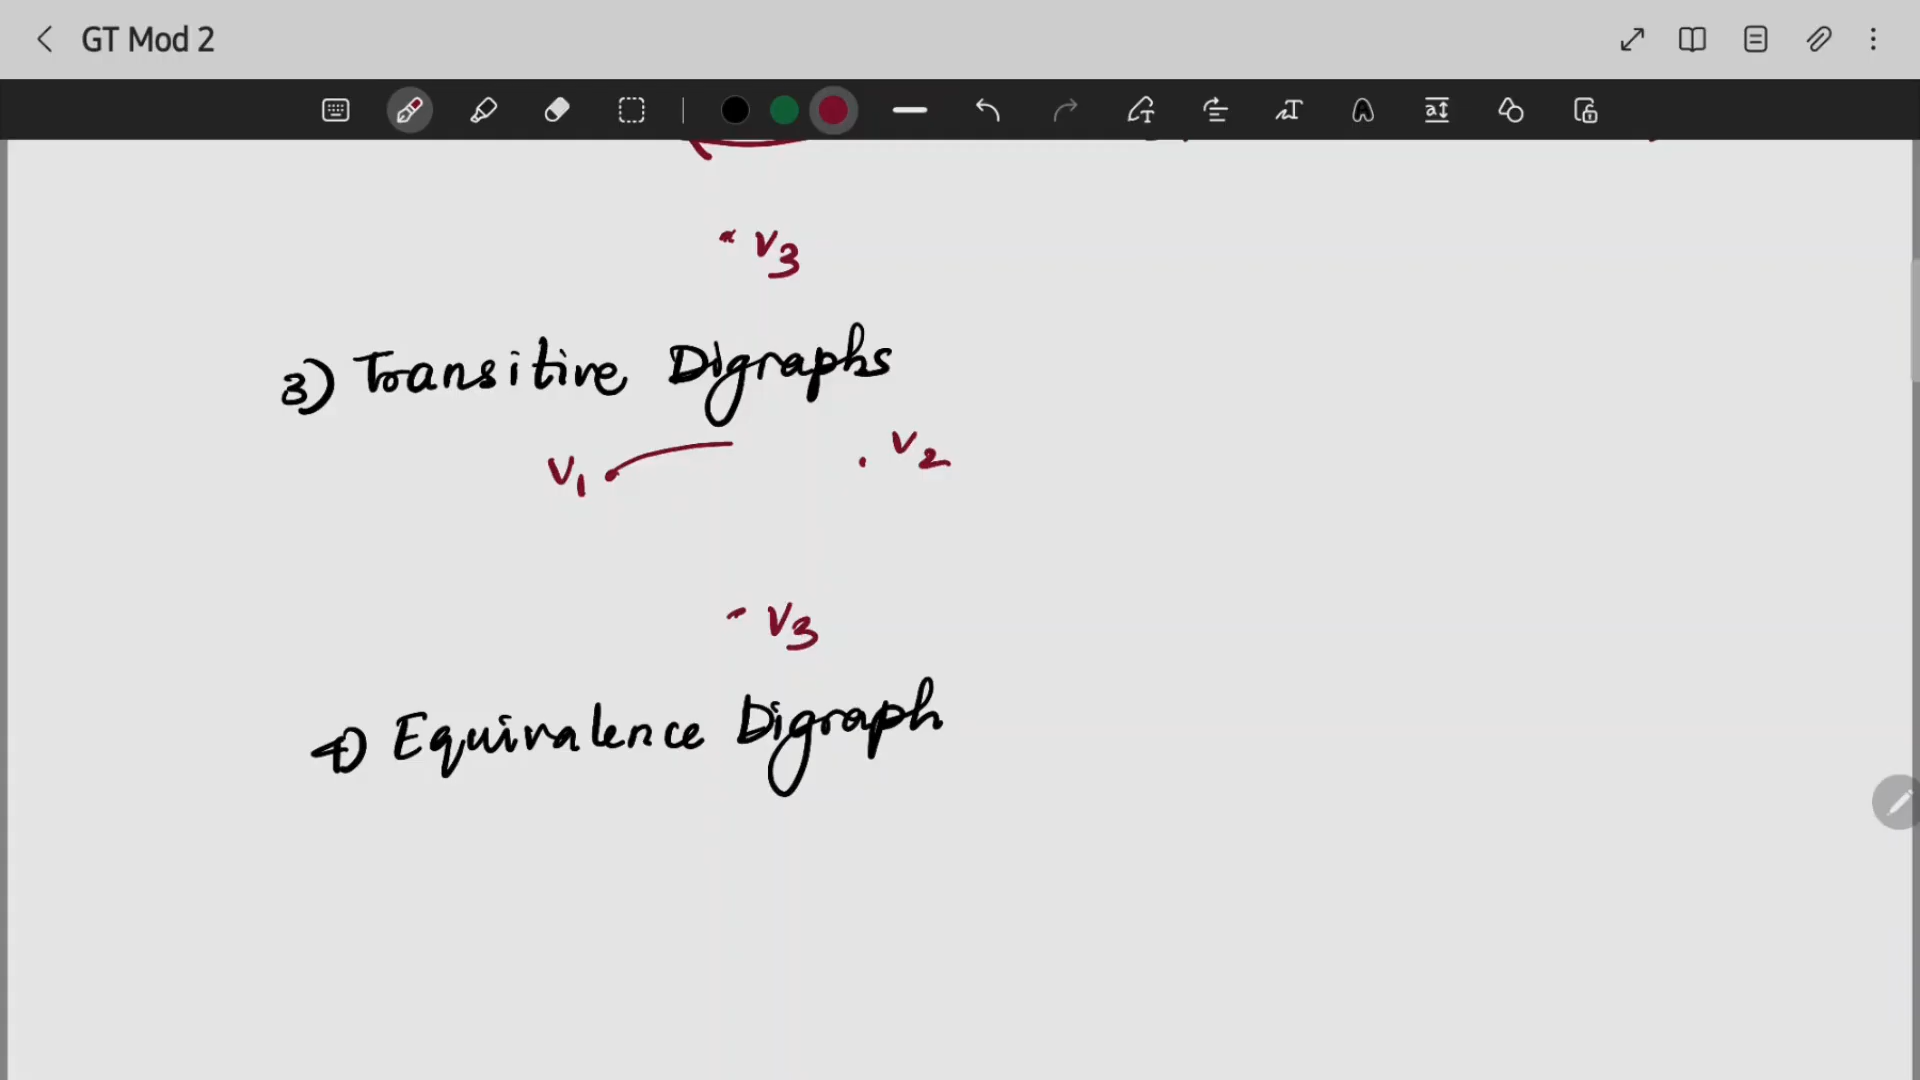 GT Mod 2
V3
3) Transitive Digraphs
V1 V2
V3
4) Equivalence Digraph